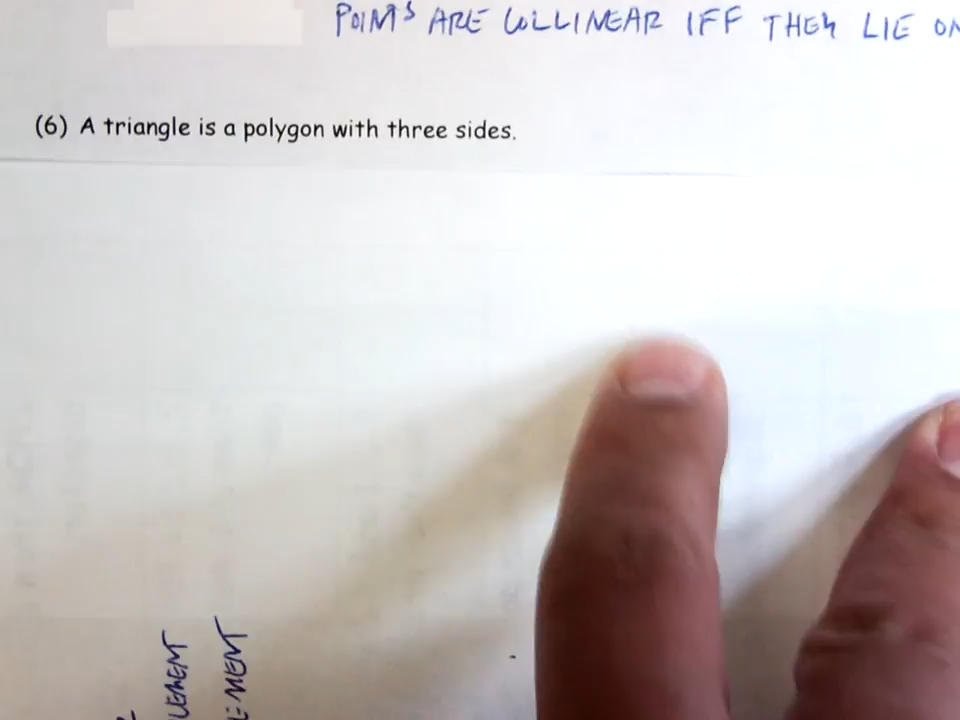 POINTS ARE COLLINEAR IFF THEY LIE ON
(6) A triangle is a polygon with three sides.